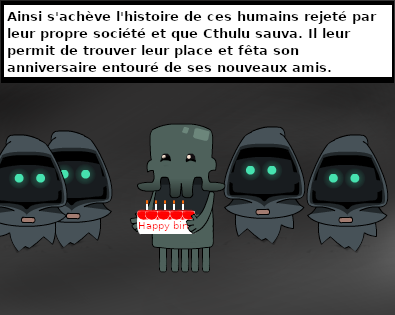 Ainsi s'achève l'histoire de ces humains rejeté par
leur propre société et que Cthulu sauva. Il leur
permit de trouver leur place et fêta son
anniversaire entouré de ses nouveaux amis.
Happy bir